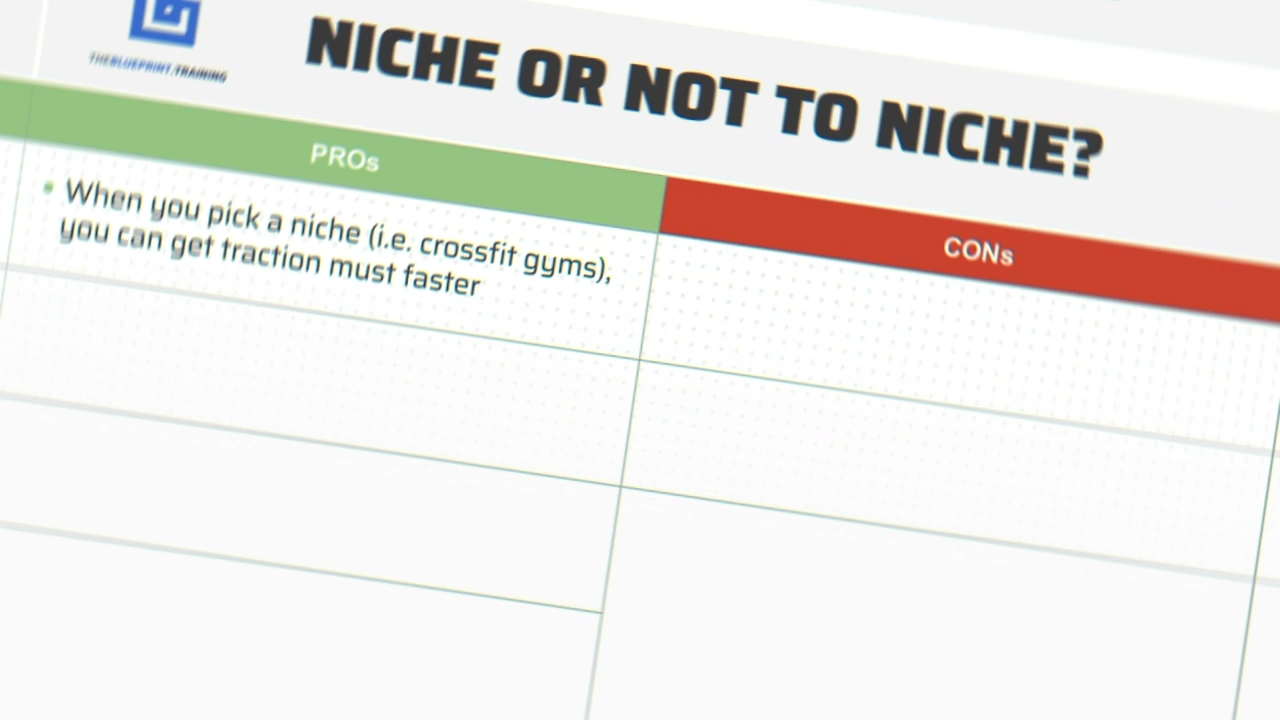 THEBLUEPRINT.TRAINING
NICHE OR NOT TO NICHE?
PROs
CONs
• When you pick a niche (i.e. crossfit gyms),
you can get traction must faster